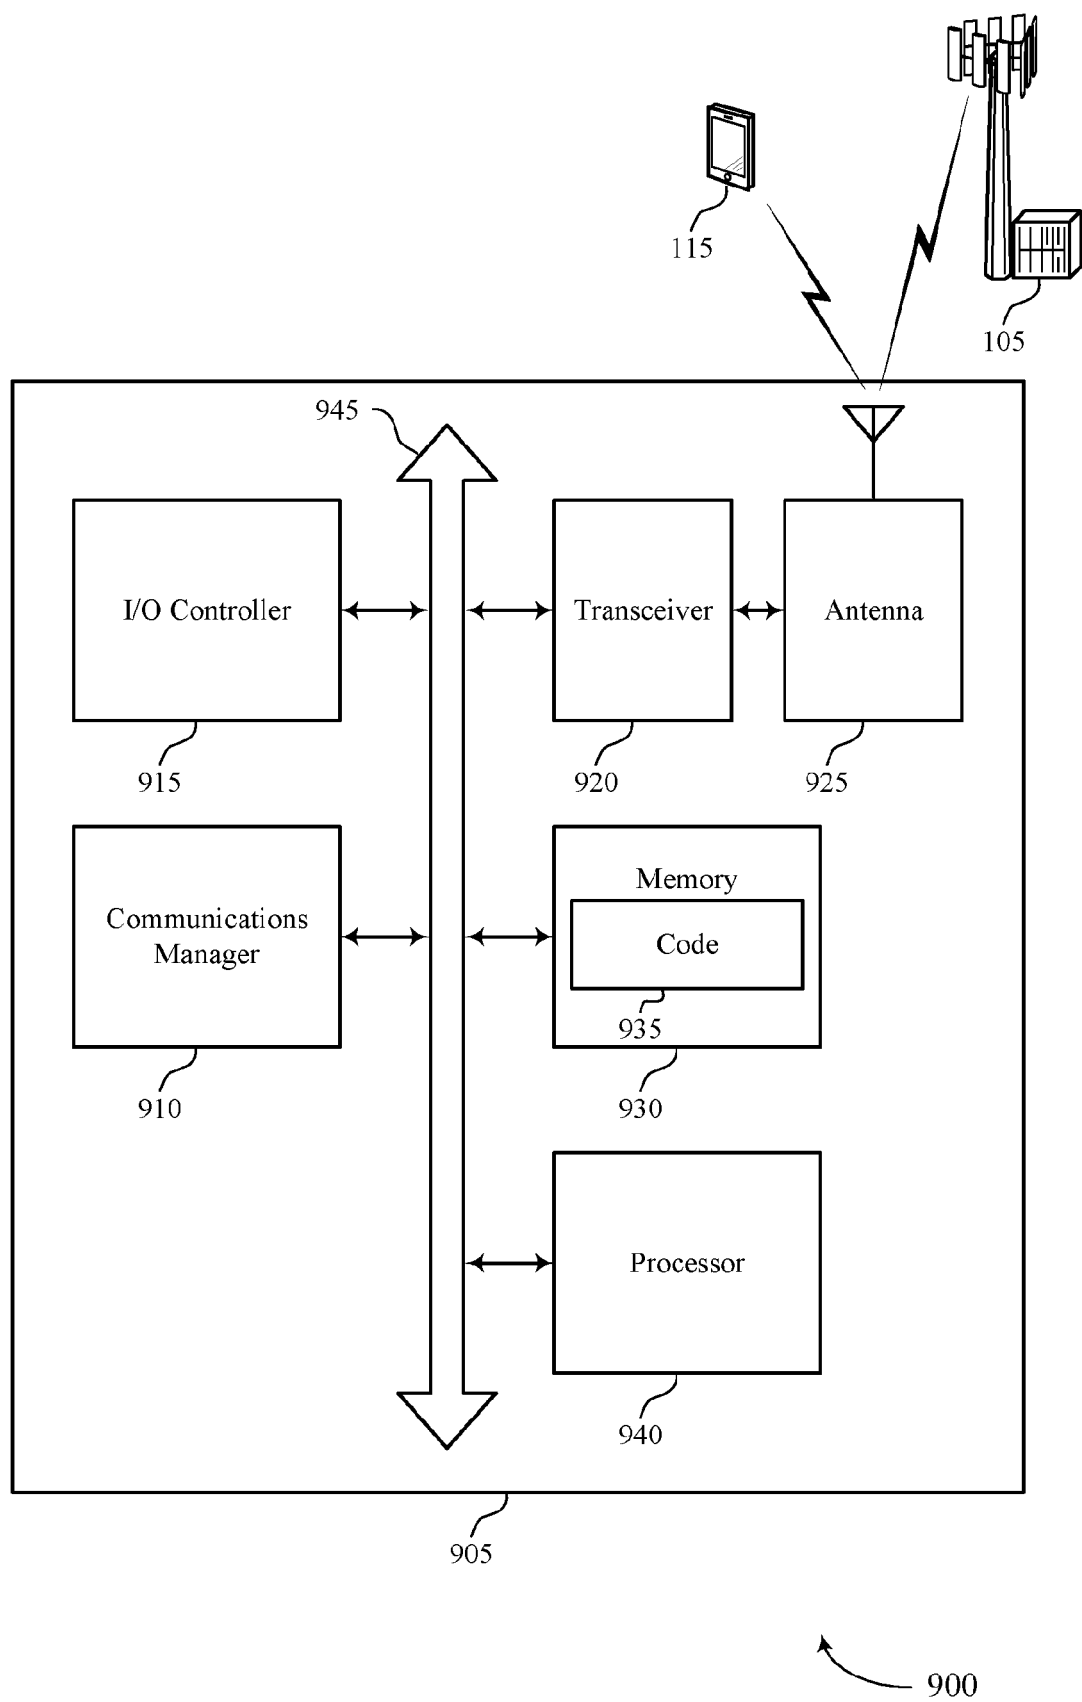 115
105
945
I/O Controller
Transceiver
Antenna
915
920
925
Communications
Manager
Memory
Code
935
910
930
Processor
940
905
900